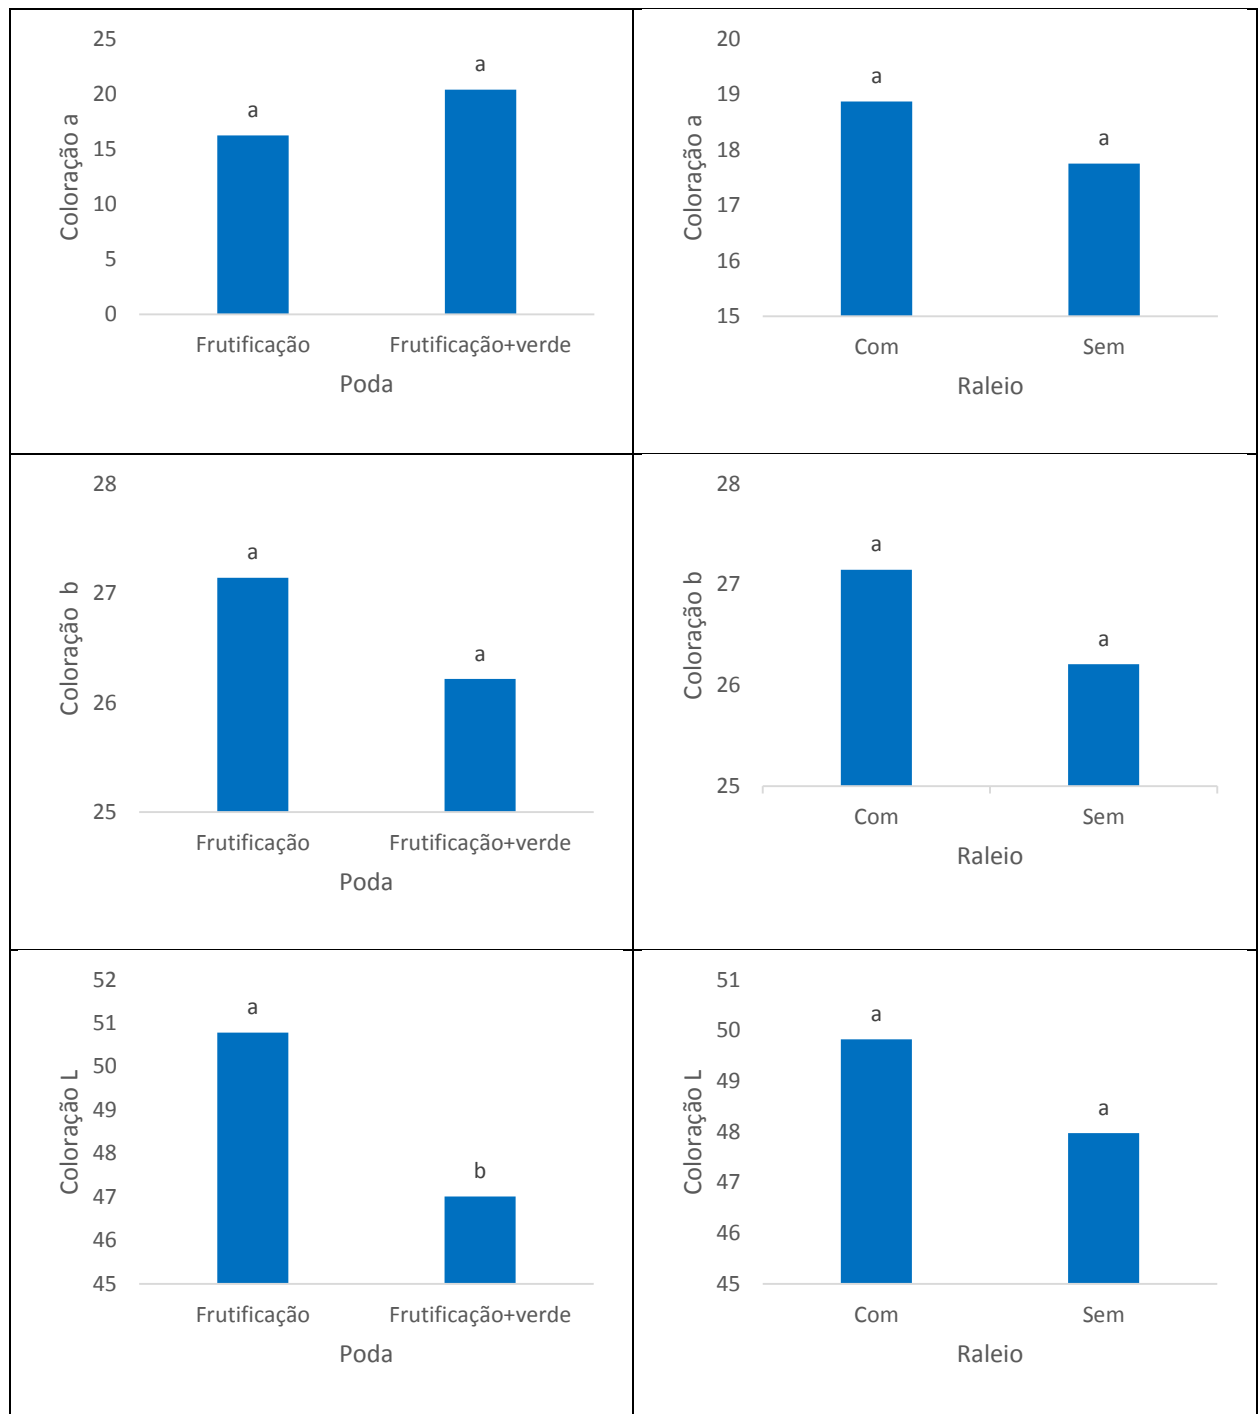 25
20
15
10
5
0
Coloração a
a
a
Frutificação
Frutificação+verde
Poda
20
19
18
17
16
15
Coloração a
a
a
Com
Sem
Raleio
28
27
26
25
Coloração b
a
a
Frutificação
Frutificação+verde
Poda
28
27
26
25
Coloração b
a
a
Com
Sem
Raleio
52
51
50
49
48
47
46
45
Coloração L
a
b
Frutificação
Frutificação+verde
Poda
51
50
49
48
47
46
45
Coloração L
a
a
Com
Sem
Raleio